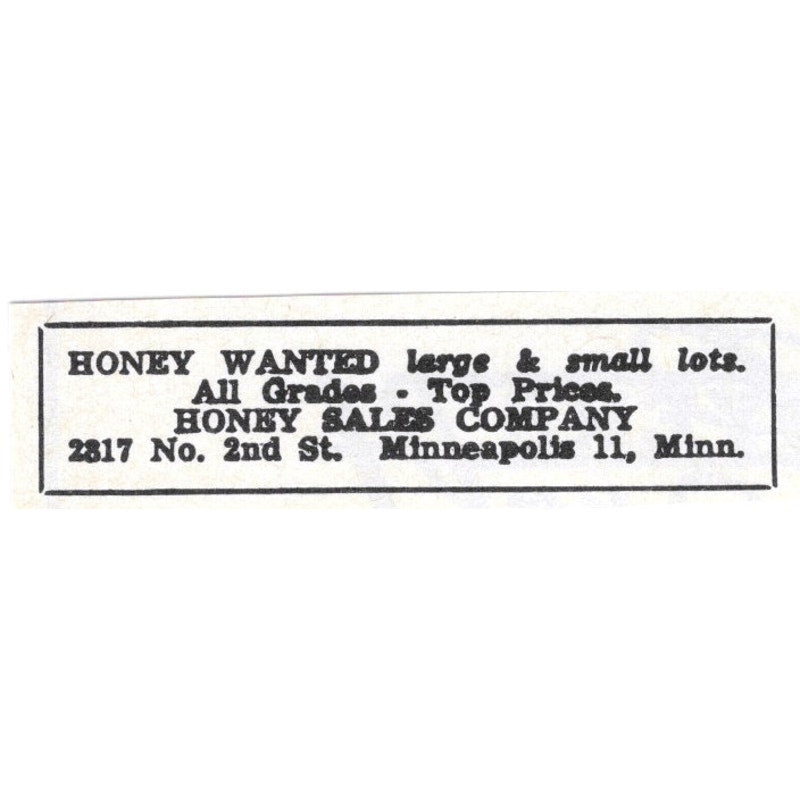 HONEY WANTED large & small lots.
All Grades - Top Prices.
HONEY SALES COMPANY
2817 No. 2nd St. Minneapolis 11, Minn.